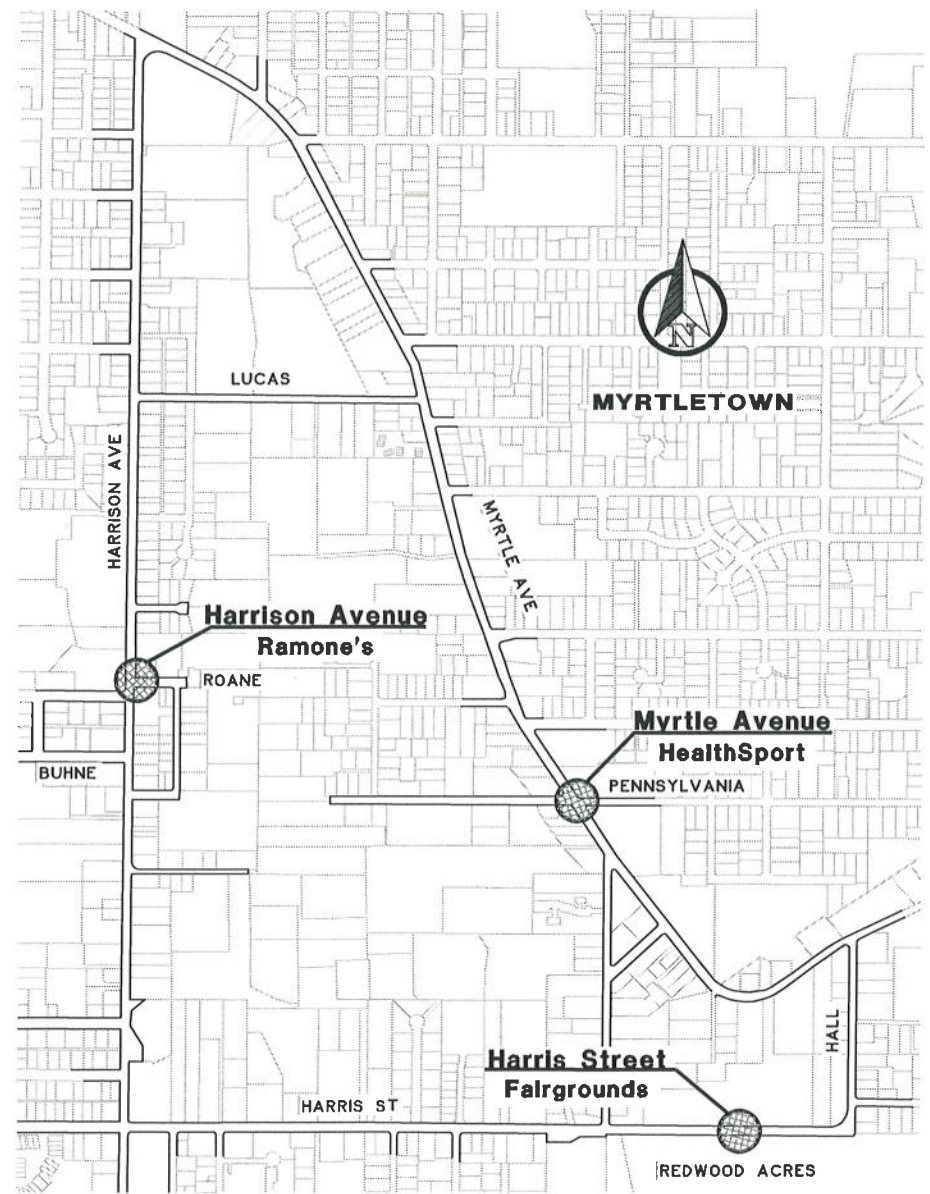 LUCAS
N
MYRTLETOWN
HARRISON AVE
MYRTLE AVE
Harrison Avenue
Ramone's
ROANE
Myrtle Avenue
HealthSport
BUHNE
PENNSYLVANIA
HALL
Harris Street
Fairgrounds
HARRIS ST
REDWOOD ACRES